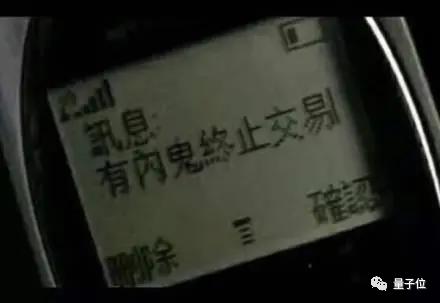 訊息:
有內鬼終止交易
刪除 確認
量子位